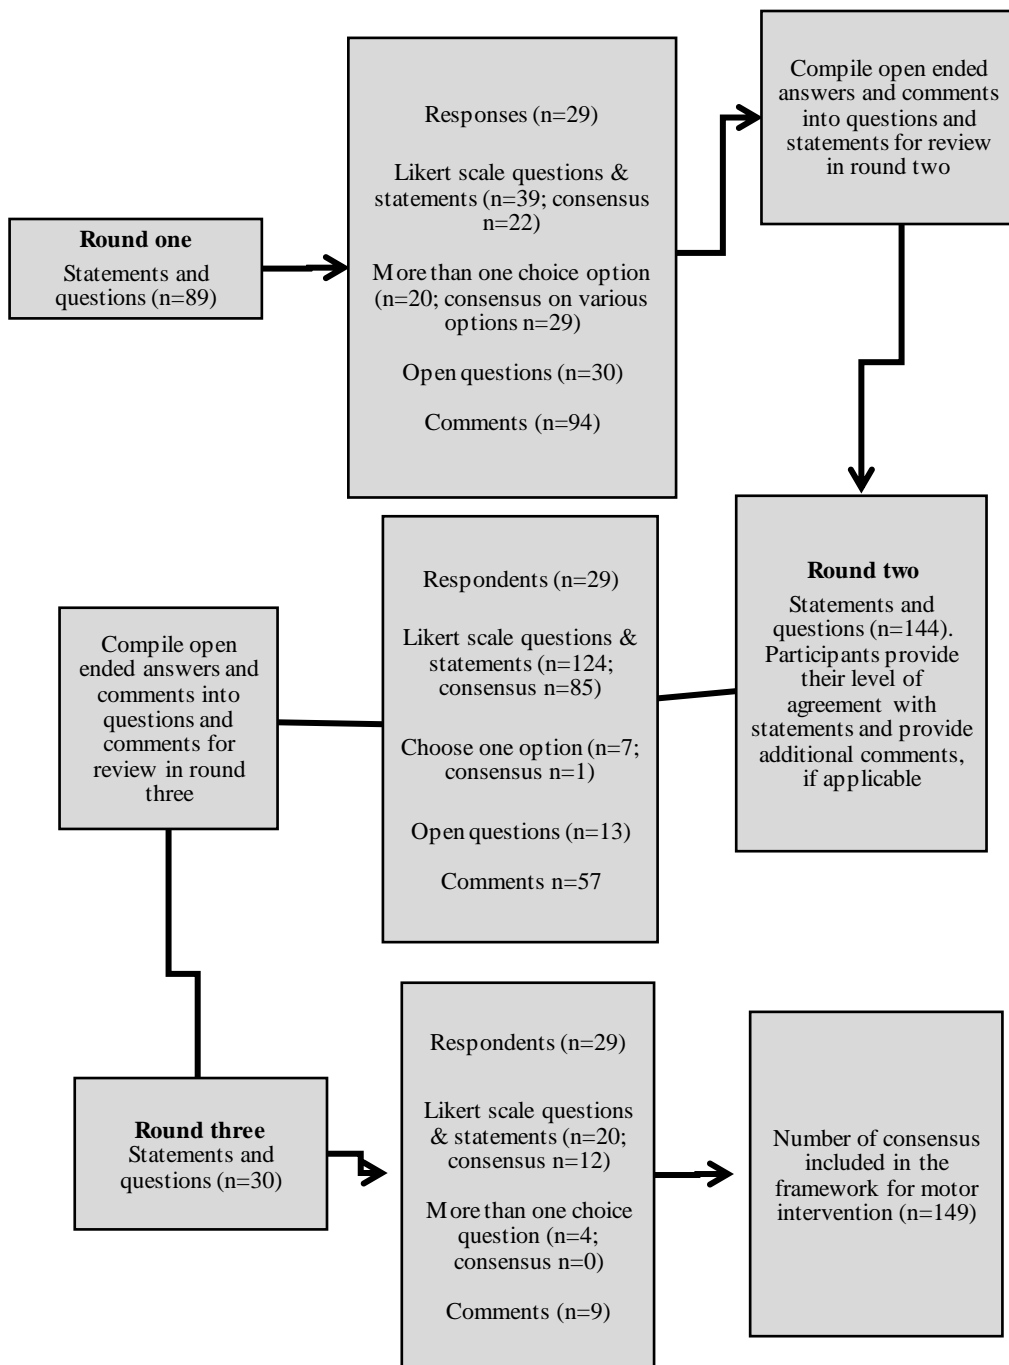 Round one
Statements and
questions (n=89)
Responses (n=29)
Likert scale questions &
statements (n=39; consensus
n=22)
More than one choice option
(n=20; consensus on various
options n=29)
Open questions (n=30)
Comments (n=94)
Compile open ended
answers and comments
into questions and
statements for review
in round two
Round two
Statements and
questions (n=144).
Participants provide
their level of
agreement with
statements and provide
additional comments,
if applicable
Respondents (n=29)
Likert scale questions &
statements (n=124;
consensus n=85)
Choose one option (n=7;
consensus n=1)
Open questions (n=13)
Comments n=57
Compile open
ended answers and
comments into
questions and
comments for
review in round
three
Round three
Statements and
questions (n=30)
Respondents (n=29)
Likert scale questions
& statements (n=20;
consensus n=12)
More than one choice
question (n=4;
consensus n=0)
Comments (n=9)
Number of consensus
included in the
framework for motor
intervention (n=149)